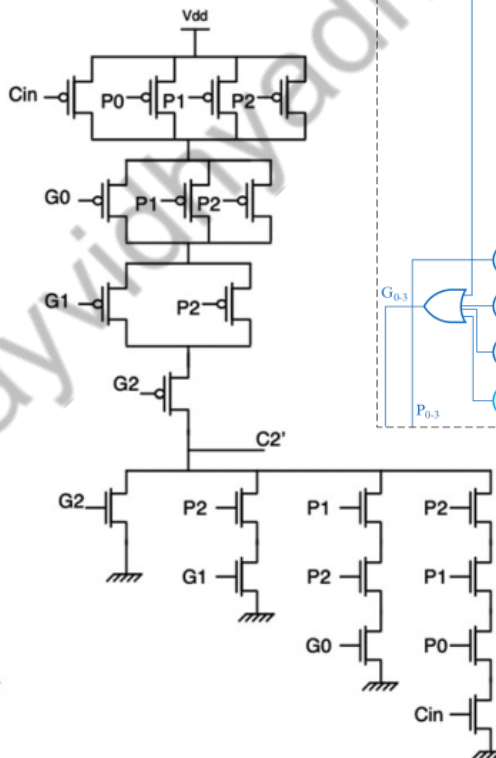 Vdd
Cin P0 P1 P2
G0 P1 P2
G1 P2
G2
C2'
G2 P2 P1 P2
G1 P2 P1
G0 P0
Cin
G0-3
P0-3